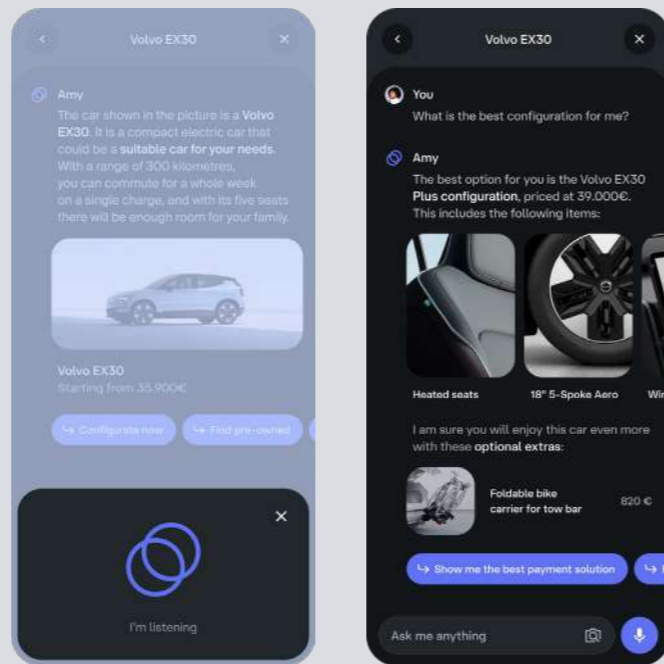 Volvo EX30
Amy
The car shown in the picture is a Volvo
EX30. It is a compact electric car that
could be a suitable car for your needs.
With a range of 300 kilometres,
you can commute for a whole week
on a single charge, and with its five seats
there will be enough room for your family.
Volvo EX30
Starting from 35.900€
↳ Configurate now
↳ Find pre-owned
I'm listening
Volvo EX30
You
What is the best configuration for me?
Amy
The best option for you is the Volvo EX30
Plus configuration, priced at 39.000€.
This includes the following items:
Heated seats
18" 5-Spoke Aero
Win
I am sure you will enjoy this car even more
with these optional extras:
Foldable bike
carrier for tow bar
820 €
↳ Show me the best payment solution
Ask me anything